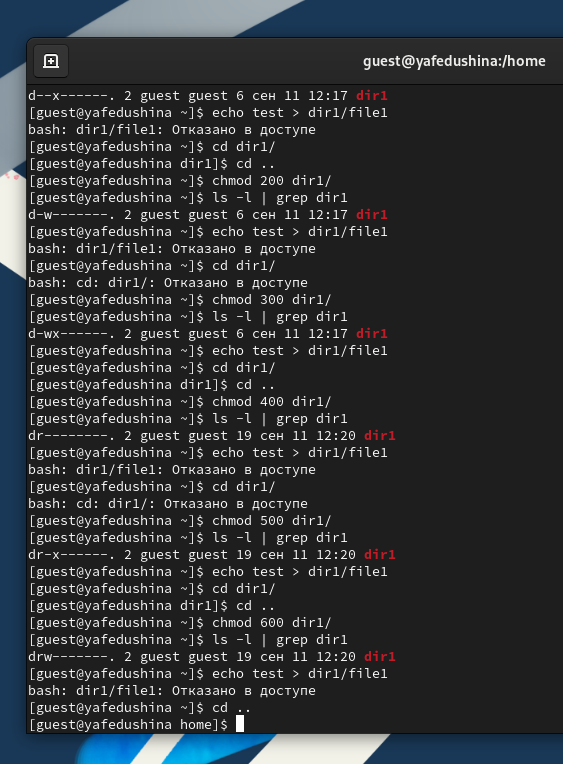 guest@yafedushina:/home
d--x------. 2 guest guest 6 сен 11 12:17 dir1
[guest@yafedushina ~]$ echo test > dir1/file1
bash: dir1/file1: Отказано в доступе
[guest@yafedushina ~]$ cd dir1/
[guest@yafedushina dir1]$ cd ..
[guest@yafedushina ~]$ chmod 200 dir1/
[guest@yafedushina ~]$ ls -l | grep dir1
d-w-------. 2 guest guest 6 сен 11 12:17 dir1
[guest@yafedushina ~]$ echo test > dir1/file1
bash: dir1/file1: Отказано в доступе
[guest@yafedushina ~]$ cd dir1/
bash: cd: dir1/: Отказано в доступе
[guest@yafedushina ~]$ chmod 300 dir1/
[guest@yafedushina ~]$ ls -l | grep dir1
d-wx------. 2 guest guest 6 сен 11 12:17 dir1
[guest@yafedushina ~]$ echo test > dir1/file1
[guest@yafedushina ~]$ cd dir1/
[guest@yafedushina dir1]$ cd ..
[guest@yafedushina ~]$ chmod 400 dir1/
[guest@yafedushina ~]$ ls -l | grep dir1
dr--------. 2 guest guest 19 сен 11 12:20 dir1
[guest@yafedushina ~]$ echo test > dir1/file1
bash: dir1/file1: Отказано в доступе
[guest@yafedushina ~]$ cd dir1/
bash: cd: dir1/: Отказано в доступе
[guest@yafedushina ~]$ chmod 500 dir1/
[guest@yafedushina ~]$ ls -l | grep dir1
dr-x------. 2 guest guest 19 сен 11 12:20 dir1
[guest@yafedushina ~]$ echo test > dir1/file1
[guest@yafedushina ~]$ cd dir1/
[guest@yafedushina dir1]$ cd ..
[guest@yafedushina ~]$ chmod 600 dir1/
[guest@yafedushina ~]$ ls -l | grep dir1
drw-------. 2 guest guest 19 сен 11 12:20 dir1
[guest@yafedushina ~]$ echo test > dir1/file1
bash: dir1/file1: Отказано в доступе
[guest@yafedushina ~]$ cd ..
[guest@yafedushina home]$